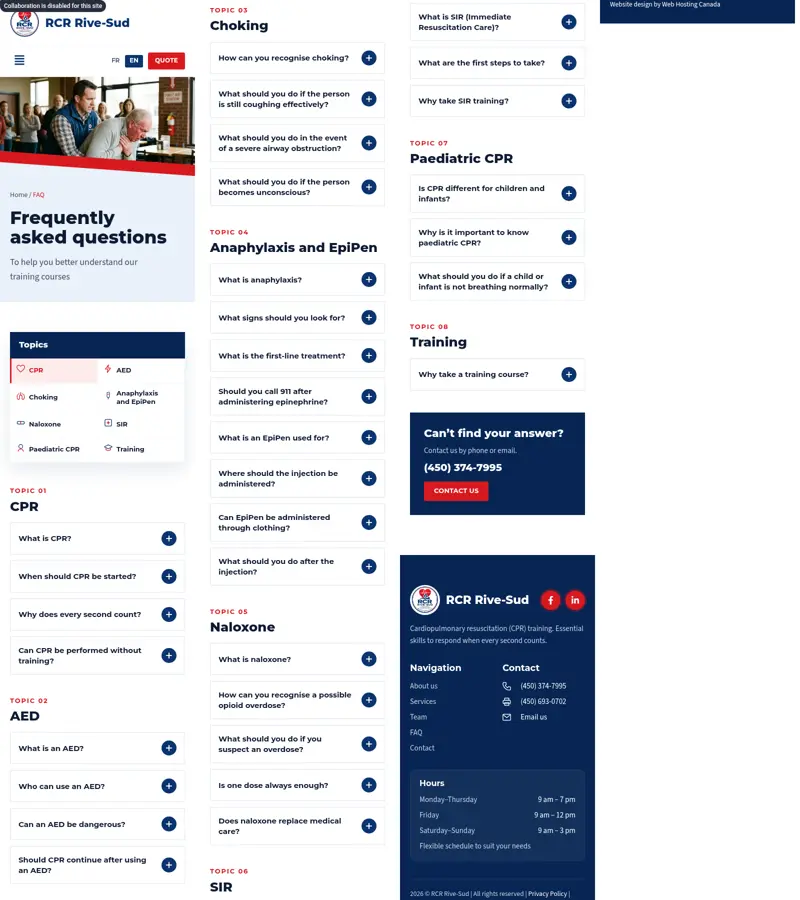 Collaboration is disabled for this site
RCR Rive-Sud
FR
EN
QUOTE
Home / FAQ
Frequently
asked questions
To help you better understand our
training courses
Topics
CPR
AED
Choking
Anaphylaxis
and EpiPen
Naloxone
SIR
Paediatric CPR
Training
TOPIC 01
CPR
What is CPR?
When should CPR be started?
Why does every second count?
Can CPR be performed without
training?
TOPIC 02
AED
What is an AED?
Who can use an AED?
Can an AED be dangerous?
Should CPR continue after using
an AED?
TOPIC 03
Choking
How can you recognise choking?
What should you do if the person
is still coughing effectively?
What should you do in the event
of a severe airway obstruction?
What should you do if the person
becomes unconscious?
TOPIC 04
Anaphylaxis and EpiPen
What is anaphylaxis?
What signs should you look for?
What is the first-line treatment?
Should you call 911 after
administering epinephrine?
What is an EpiPen used for?
Where should the injection be
administered?
Can EpiPen be administered
through clothing?
What should you do after the
injection?
TOPIC 05
Naloxone
What is naloxone?
How can you recognise a possible
opioid overdose?
What should you do if you
suspect an overdose?
Is one dose always enough?
Does naloxone replace medical
care?
TOPIC 06
SIR
What is SIR (Immediate
Resuscitation Care)?
What are the first steps to take?
Why take SIR training?
TOPIC 07
Paediatric CPR
Is CPR different for children and
infants?
Why is it important to know
paediatric CPR?
What should you do if a child or
infant is not breathing normally?
TOPIC 08
Training
Why take a training course?
Can't find your answer?
Contact us by phone or email.
(450) 374-7995
CONTACT US
RCR
RCR Rive-Sud
Cardiopulmonary resuscitation (CPR) training. Essential
skills to respond when every second counts.
Navigation
About us
Services
Team
FAQ
Contact
Contact
(450) 374-7995
(450) 693-0702
Email us
Hours
Monday–Thursday 9 am – 7 pm
Friday 9 am – 12 pm
Saturday–Sunday 9 am – 3 pm
Flexible schedule to suit your needs
2026 © RCR Rive-Sud | All rights reserved | Privacy Policy |
Website design by Web Hosting Canada